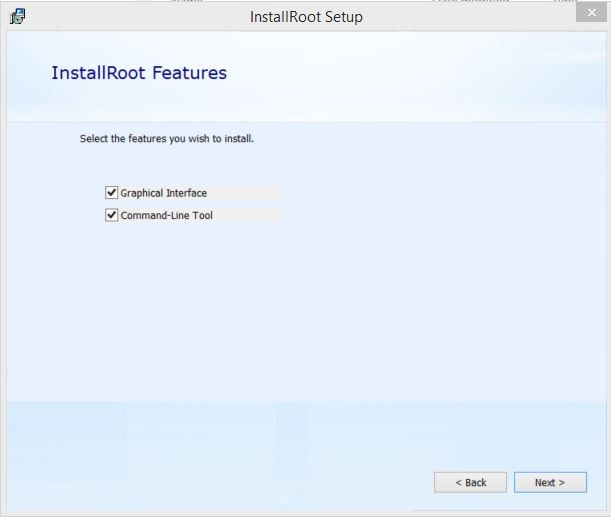 InstallRoot Setup
InstallRoot Features
Select the features you wish to install.
Graphical Interface
Command-Line Tool
< Back Next >